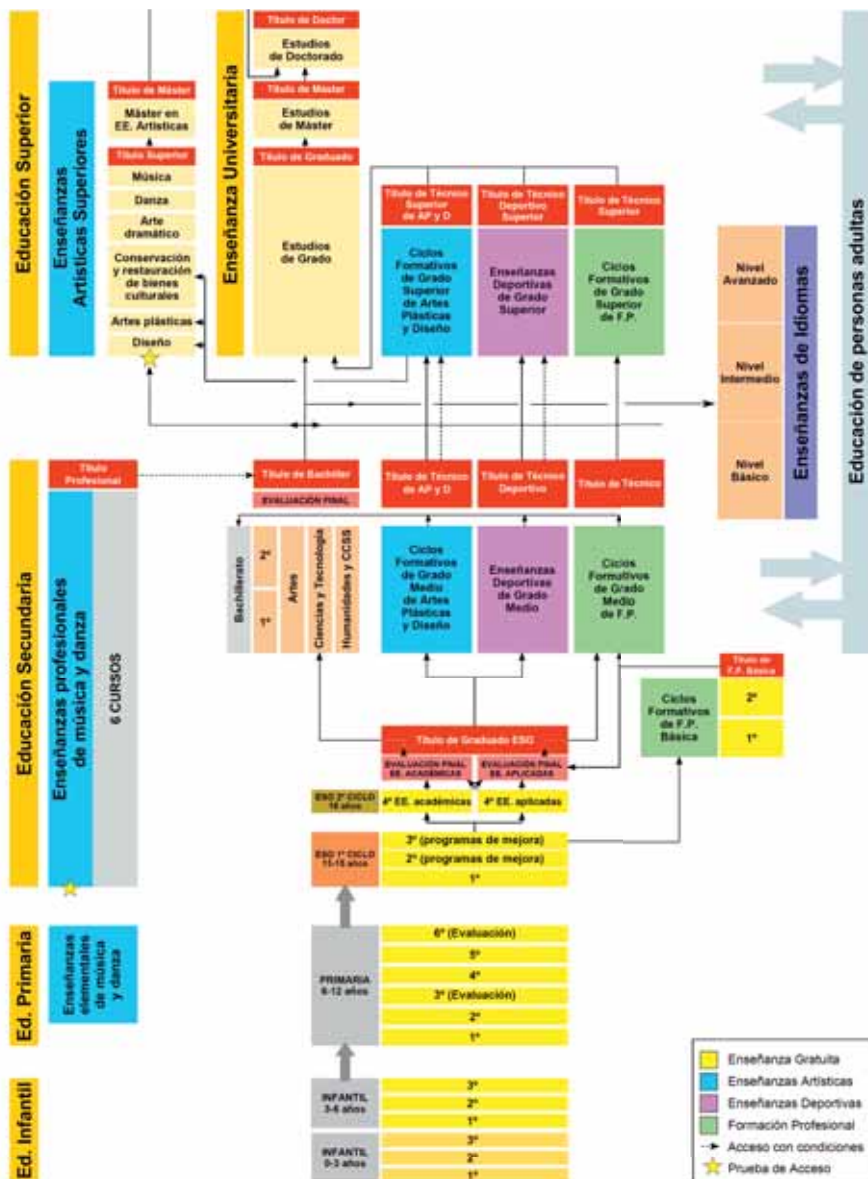 Educación Superior
Enseñanzas
Artísticas Superiores
Título de Máster
Máster en
EE. Artísticas
Título Superior
Música
Danza
Arte
dramático
Conservación
y restauración
de bienes
culturales
Artes plásticas
Diseño
Enseñanza Universitaria
Título de Doctor
Estudios
de Doctorado
Título de Máster
Estudios
de Máster
Título de Graduado
Estudios
de Grado
Título de Técnico
Superior
de AP y D
Ciclos
Formativos
de Grado
Superior
de Artes
Plásticas
y Diseño
Título de Técnico
Deportivo
Superior
Enseñanzas
Deportivas
de Grado
Superior
Título de Técnico
Superior
Ciclos
Formativos
de Grado
Superior
de F.P.
Nivel
Avanzado
Nivel
Intermedio
Nivel
Básico
Enseñanzas de Idiomas
Educación de personas adultas
Educación Secundaria
Título
Profesional
Enseñanzas profesionales
de música y danza
6 CURSOS
Título de Bachiller
EVALUACIÓN FINAL
Bachillerato
2º
1º
Artes
Ciencias y Tecnología
Humanidades y CCSS
Título de Técnico
de AP y D
Ciclos
Formativos
de Grado
Medio
de Artes
Plásticas
y Diseño
Título de Técnico
Deportivo
Enseñanzas
Deportivas
de Grado
Medio
Título de Técnico
Ciclos
Formativos
de Grado
Medio
de F.P.
Título de
F.P. Básica
Ciclos
Formativos
de F.P.
Básica
2º
1º
Título de Graduado ESO
EVALUACIÓN FINAL
EE. ACADÉMICAS
EVALUACIÓN FINAL
EE. APLICADAS
ESO 2º CICLO
16 años
4º EE. académicas
4º EE. aplicadas
ESO 1º CICLO
3º (programas de mejora)
2º (programas de mejora)
1º
Ed. Primaria
Enseñanzas
elementales
de música
y danza
PRIMARIA
6-12 años
6º (Evaluación)
5º
4º
3º (Evaluación)
2º
1º
Ed. Infantil
INFANTIL
3-6 años
3º
2º
1º
INFANTIL
0-3 años
3º
2º
1º
Enseñanza Gratuita
Enseñanzas Artísticas
Enseñanzas Deportivas
Formación Profesional
Acceso con condiciones
Prueba de Acceso